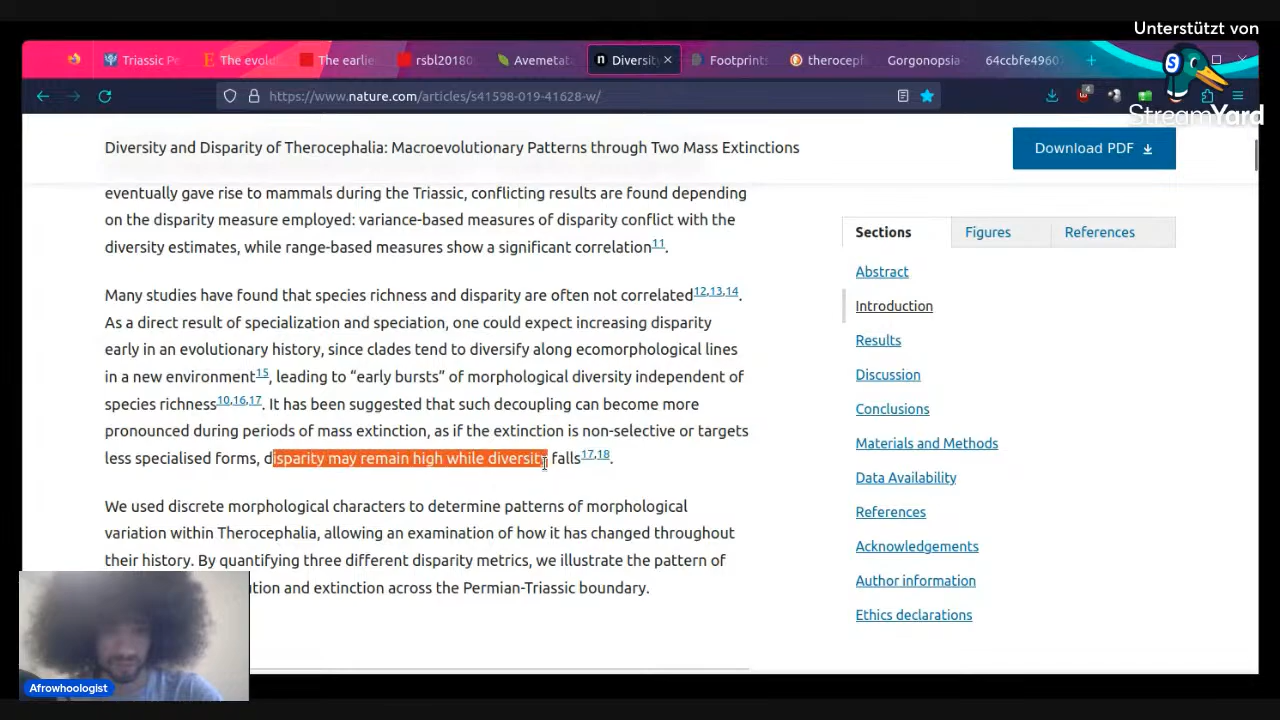 Unterstützt von
StreamYard
Triassic Pe
The evolu
The earlie
rsbl20180
Avemetat
Diversity
Footprints
theroceph
Gorgonopsia
64ccbfe4960
https://www.nature.com/articles/s41598-019-41628-w/
4
Diversity and Disparity of Therocephalia: Macroevolutionary Patterns through Two Mass Extinctions
Download PDF
eventually gave rise to mammals during the Triassic, conflicting results are found depending
on the disparity measure employed: variance-based measures of disparity conflict with the
diversity estimates, while range-based measures show a significant correlation11.
Many studies have found that species richness and disparity are often not correlated12,13,14.
As a direct result of specialization and speciation, one could expect increasing disparity
early in an evolutionary history, since clades tend to diversify along ecomorphological lines
in a new environment15, leading to “early bursts” of morphological diversity independent of
species richness10,16,17. It has been suggested that such decoupling can become more
pronounced during periods of mass extinction, as if the extinction is non-selective or targets
less specialised forms, disparity may remain high while diversity falls17,18.
We used discrete morphological characters to determine patterns of morphological
variation within Therocephalia, allowing an examination of how it has changed throughout
their history. By quantifying three different disparity metrics, we illustrate the pattern of
ution and extinction across the Permian-Triassic boundary.
Sections
Figures
References
Abstract
Introduction
Results
Discussion
Conclusions
Materials and Methods
Data Availability
References
Acknowledgements
Author information
Ethics declarations
Afrowhoologist